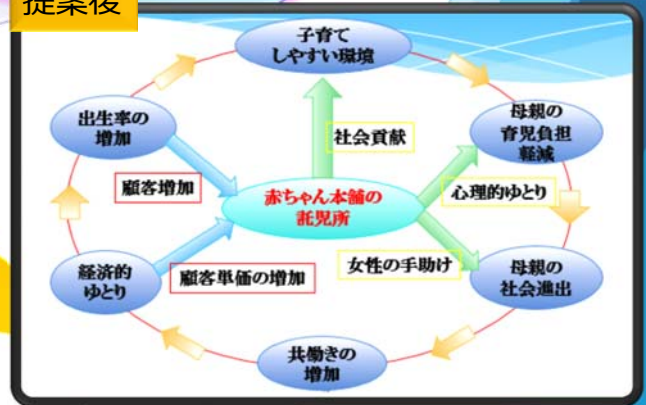 提案後
子育て
しやすい環境
出生率の
増加
母親の
育児負担
軽減
社会貢献
顧客増加
赤ちゃん本舗の
託児所
心理的ゆとり
経済的
ゆとり
顧客単価の増加
女性の手助け
母親の
社会進出
共働きの
増加